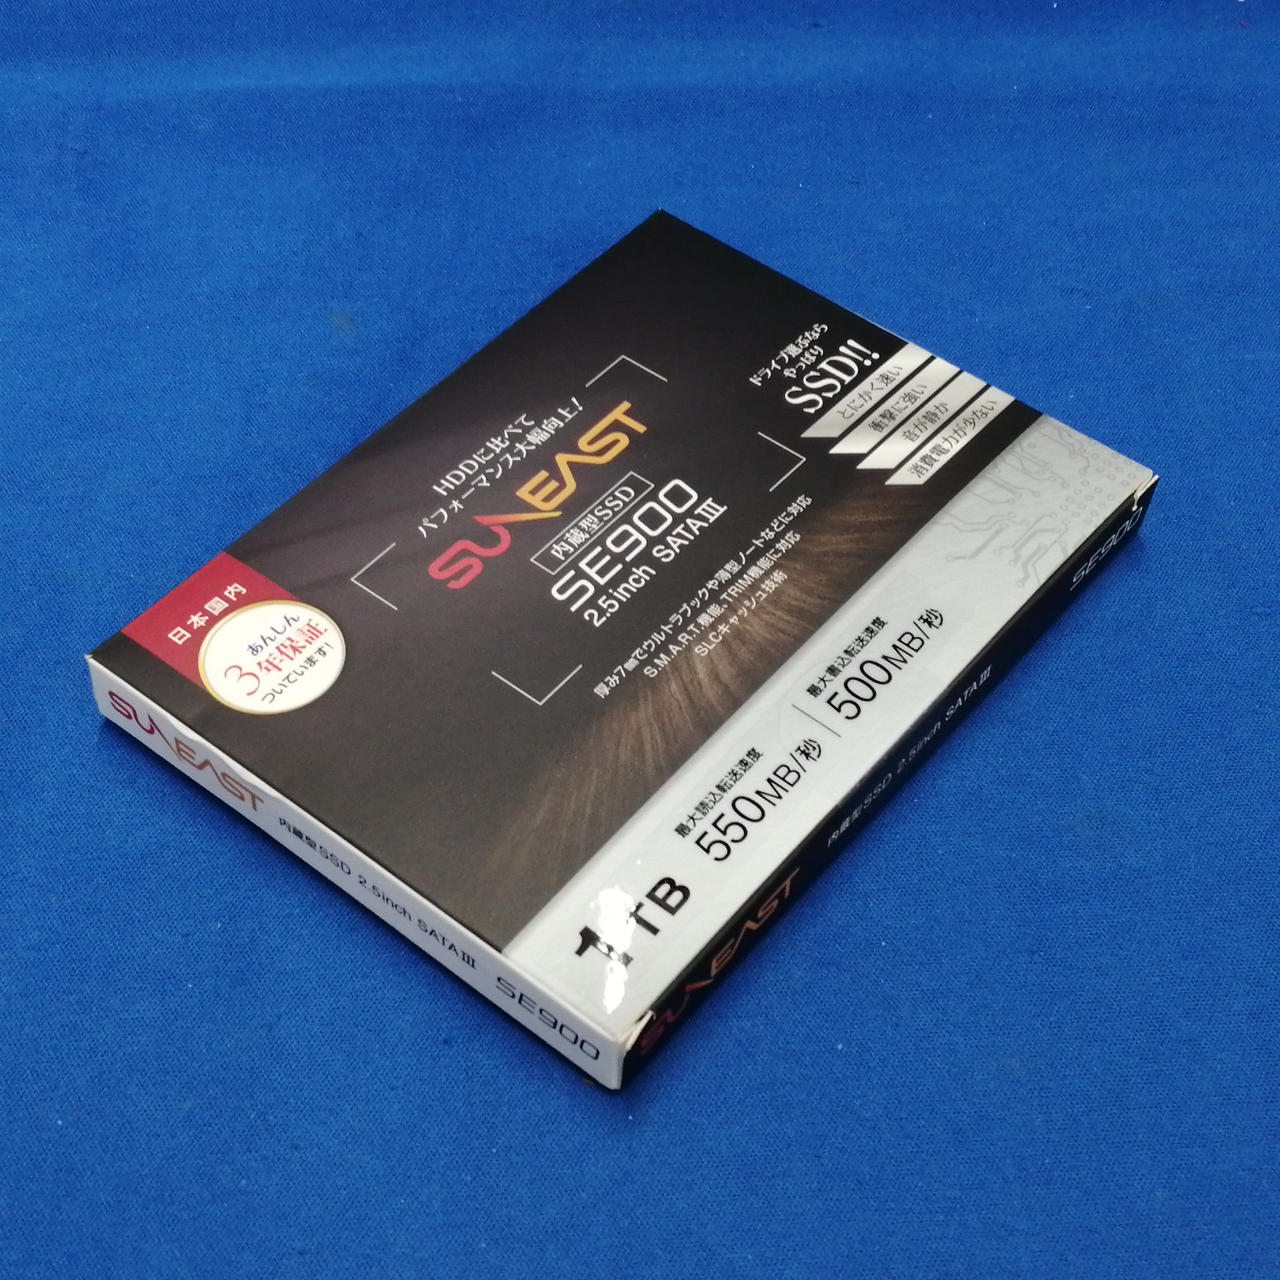 ドライブ選ぶなら
やっぱり
SSD!!
とにかく速い
衝撃に強い
音が静か
消費電力が少ない
HDDに比べて
パフォーマンス大幅向上!
SUNEAST
内蔵型SSD
SE900
2.5inch SATAⅢ
厚み7㎜でウルトラブックや薄型ノートなどに対応
S.M.A.R.T.機能、TRIM機能に対応
SLCキャッシュ技術
日本国内
あんしん
3年保証
ついています!
1TB
最大読込転送速度
550MB/秒
最大書込転送速度
500MB/秒
SUNEAST 内蔵型SSD 2.5inch SATAⅢ SE900
SUNEAST 内蔵型SSD 2.5inch SATAⅢ SE900